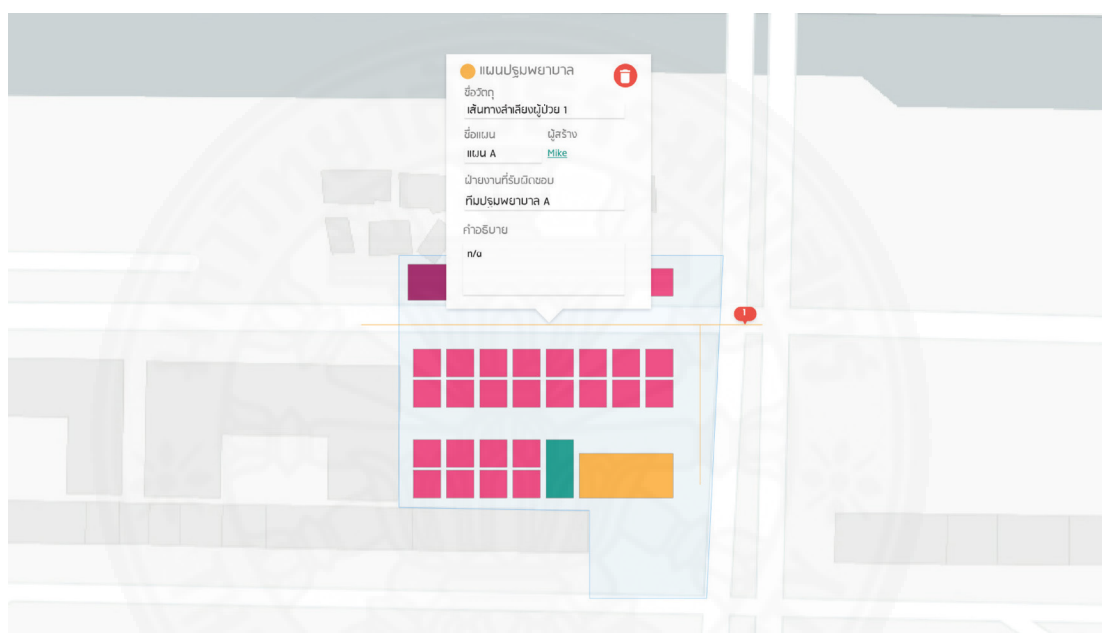 แผนปฐมพยาบาล
ชื่อวัตถุ
เส้นทางลำเลียงผู้ป่วย 1
ชื่อแผน ผู้สร้าง
แผน A Mike
ฝ่ายงานที่รับผิดชอบ
ทีมปฐมพยาบาล A
คำอธิบาย
n/a
1